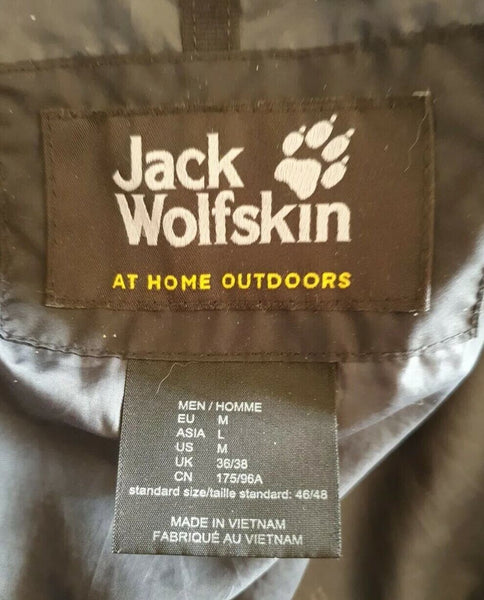 Jack
Wolfskin
AT HOME OUTDOORS
MEN / HOMME
EU M
ASIA L
US M
UK 36/38
CN 175/96A
standard size/taille standard: 46/48
MADE IN VIETNAM
FABRIQUÉ AU VIETNAM